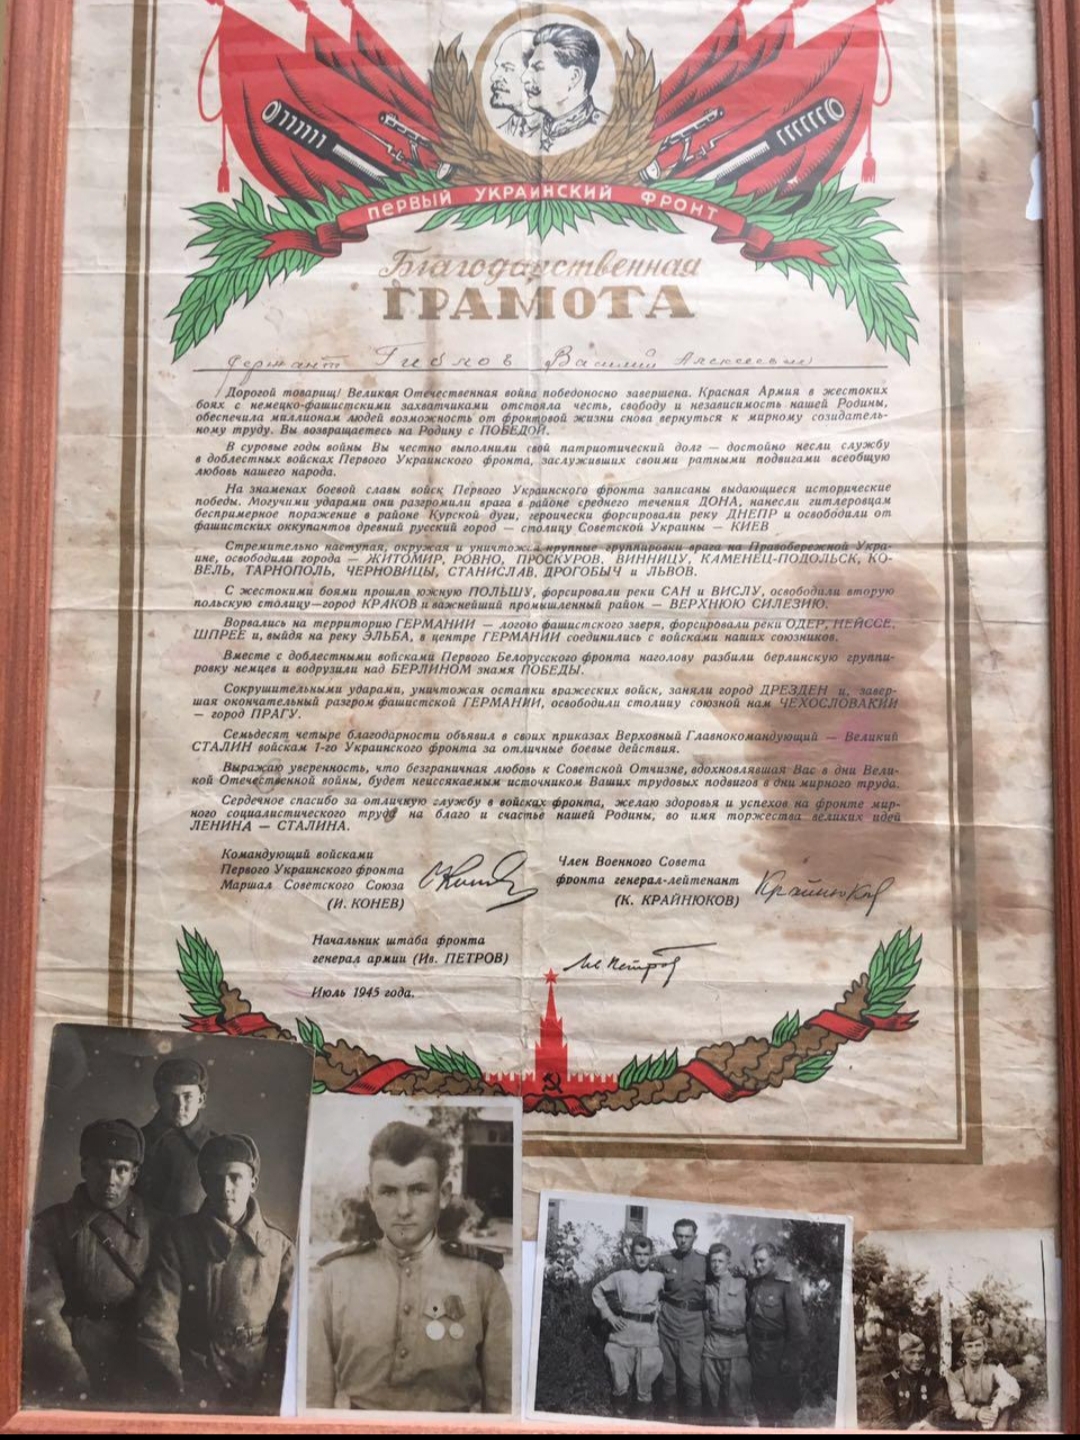 ПЕРВЫЙ УКРАИНСКИЙ ФРОНТ
Благодарственная
ГРАМОТА
Сержант Гиблов Василий Алексеевич
Дорогой товарищ! Великая Отечественная война победоносно завершена. Красная Армия в жестоких
боях с немецко-фашистскими захватчиками отстояла честь, свободу и независимость нашей Родины,
обеспечила миллионам людей возможность от фронтовой жизни снова вернуться к мирному созидатель-
ному труду. Вы возвращаетесь на Родину с ПОБЕДОЙ.
В суровые годы войны Вы честно выполнили свой патриотический долг — достойно несли службу
в доблестных войсках Первого Украинского фронта, заслуживших своими ратными подвигами всеобщую
любовь нашего народа.
На знаменах боевой славы войск Первого Украинского фронта записаны выдающиеся исторические
победы. Могучими ударами они разгромили врага в районе среднего течения ДОНА, нанесли гитлеровцам
беспримерное поражение в районе Курской дуги, героически форсировали реку ДНЕПР и освободили от
фашистских оккупантов древний русский город — столицу Советской Украины — КИЕВ
Стремительно наступая, окружая и уничтожая крупные группировки врага на Правобережной Укра-
ине, освободили города — ЖИТОМИР, РОВНО, ПРОСКУРОВ, ВИННИЦУ, КАМЕНЕЦ-ПОДОЛЬСК, КО-
ВЕЛЬ, ТАРНОПОЛЬ, ЧЕРНОВИЦЫ, СТАНИСЛАВ, ДРОГОБЫЧ и ЛЬВОВ.
С жестокими боями прошли южную ПОЛЬШУ, форсировали реки САН и ВИСЛУ, освободили вторую
польскую столицу—город КРАКОВ и важнейший промышленный район — ВЕРХНЮЮ СИЛЕЗИЮ.
Ворвались на территорию ГЕРМАНИИ — логово фашистского зверя, форсировали реки ОДЕР, НЕЙССЕ,
ШПРЕЕ и, выйдя на реку ЭЛЬБА, в центре ГЕРМАНИИ соединились с войсками наших союзников.
Вместе с доблестными войсками Первого Белорусского фронта наголову разбили берлинскую группи-
ровку немцев и водрузили над БЕРЛИНОМ знамя ПОБЕДЫ.
Сокрушительными ударами, уничтожая остатки вражеских войск, заняли город ДРЕЗДЕН и, завер-
шая окончательный разгром фашистской ГЕРМАНИИ, освободили столицу союзной нам ЧЕХОСЛОВАКИИ
— город ПРАГУ.
Семьдесят четыре благодарности объявил в своих приказах Верховный Главнокомандующий — Великий
СТАЛИН войскам 1-го Украинского фронта за отличные боевые действия.
Выражаю уверенность, что безграничная любовь к Советской Отчизне, вдохновлявшая Вас в дни Вели-
кой Отечественной войны, будет неиссякаемым источником Ваших трудовых подвигов в дни мирного труда.
Сердечное спасибо за отличную службу в войсках фронта, желаю здоровья и успехов на фронте мир-
ного социалистического труда на благо и счастье нашей Родины, во имя торжества великих идей
ЛЕНИНА — СТАЛИНА.
Командующий войсками
Первого Украинского фронта
Маршал Советского Союза
(И. КОНЕВ)
Член Военного Совета
фронта генерал-лейтенант
(К. КРАЙНЮКОВ)
Крайнюков
Начальник штаба фронта
генерал армии (Ив. ПЕТРОВ)
Ив Петров
Июль 1945 года.